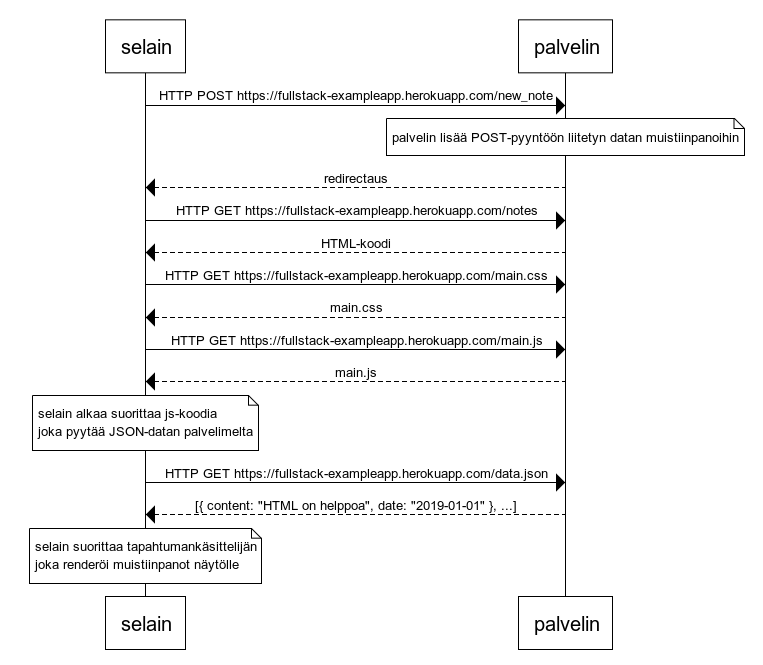 selain palvelin
HTTP POST https://fullstack-exampleapp.herokuapp.com/new_note
palvelin lisää POST-pyyntöön liitetyn datan muistiinpanoihin
redirectaus
HTTP GET https://fullstack-exampleapp.herokuapp.com/notes
HTML-koodi
HTTP GET https://fullstack-exampleapp.herokuapp.com/main.css
main.css
HTTP GET https://fullstack-exampleapp.herokuapp.com/main.js
main.js
selain alkaa suorittaa js-koodia
joka pyytää JSON-datan palvelimelta
HTTP GET https://fullstack-exampleapp.herokuapp.com/data.json
[{ content: "HTML on helppoa", date: "2019-01-01" }, ...]
selain suorittaa tapahtumankäsittelijän
joka renderöi muistiinpanot näytölle
selain palvelin